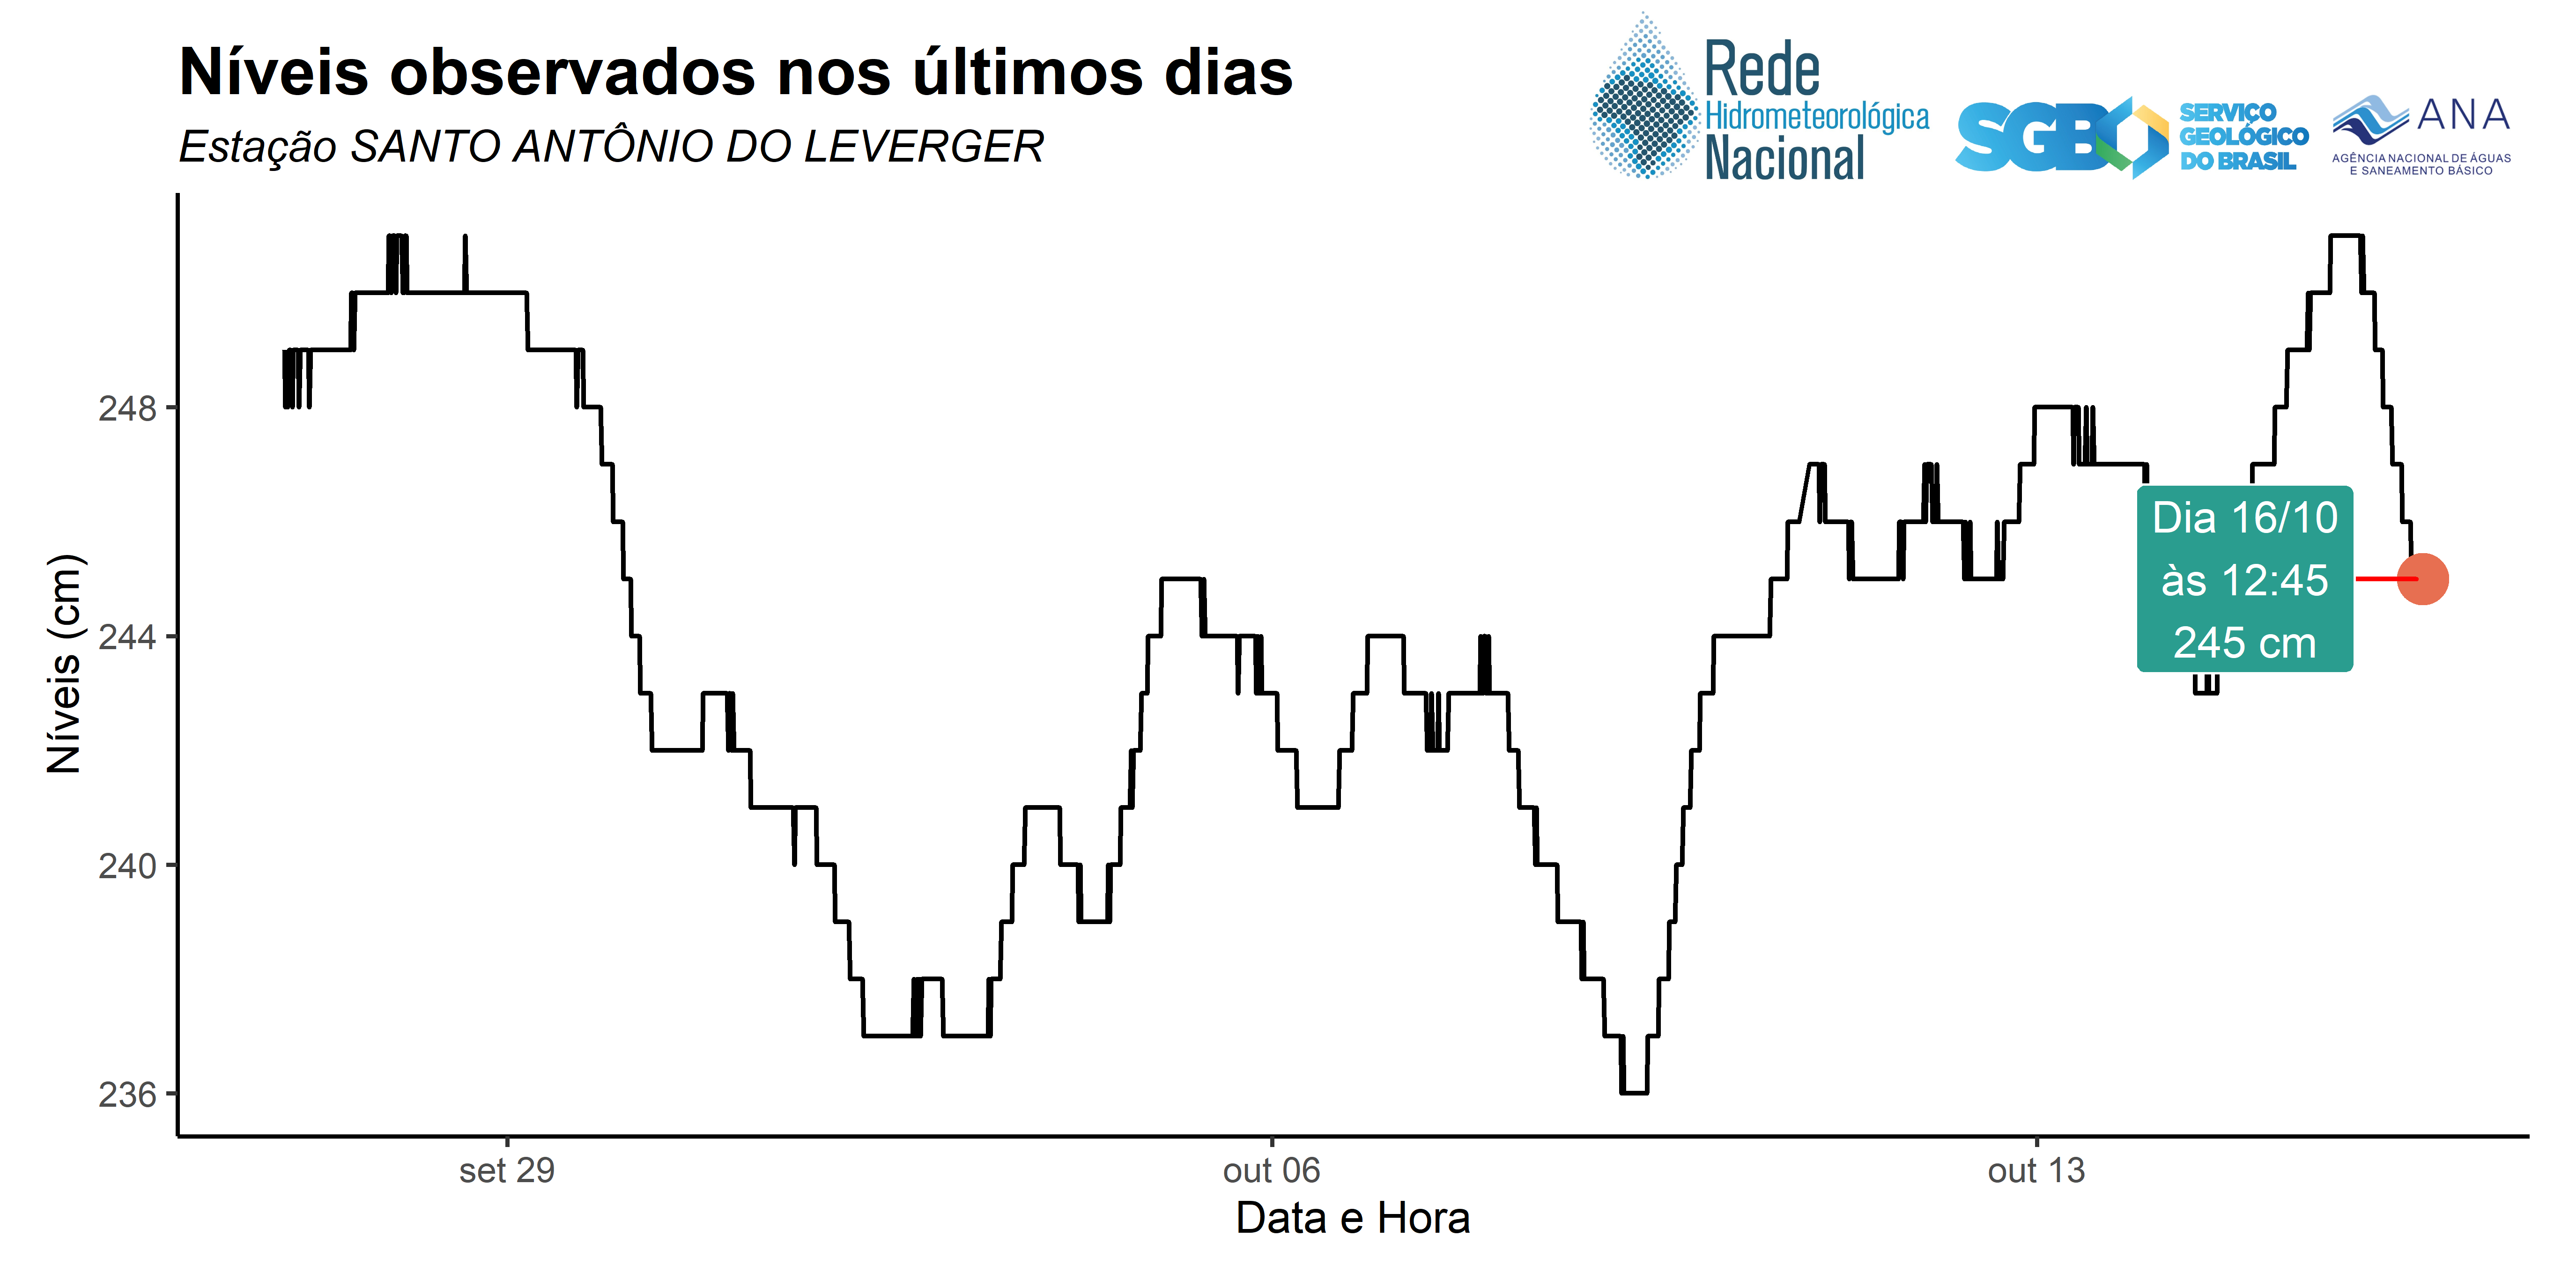 Níveis observados nos últimos dias
Estação SANTO ANTÔNIO DO LEVERGER
Rede
Hidrometeorológica
Nacional
SGB
SERVIÇO
GEOLÓGICO
DO BRASIL
ANA
AGÊNCIA NACIONAL DE ÁGUAS
E SANEAMENTO BÁSICO
Níveis (cm)
248
244
240
236
Dia 16/10
às 12:45
245 cm
set 29
out 06
out 13
Data e Hora